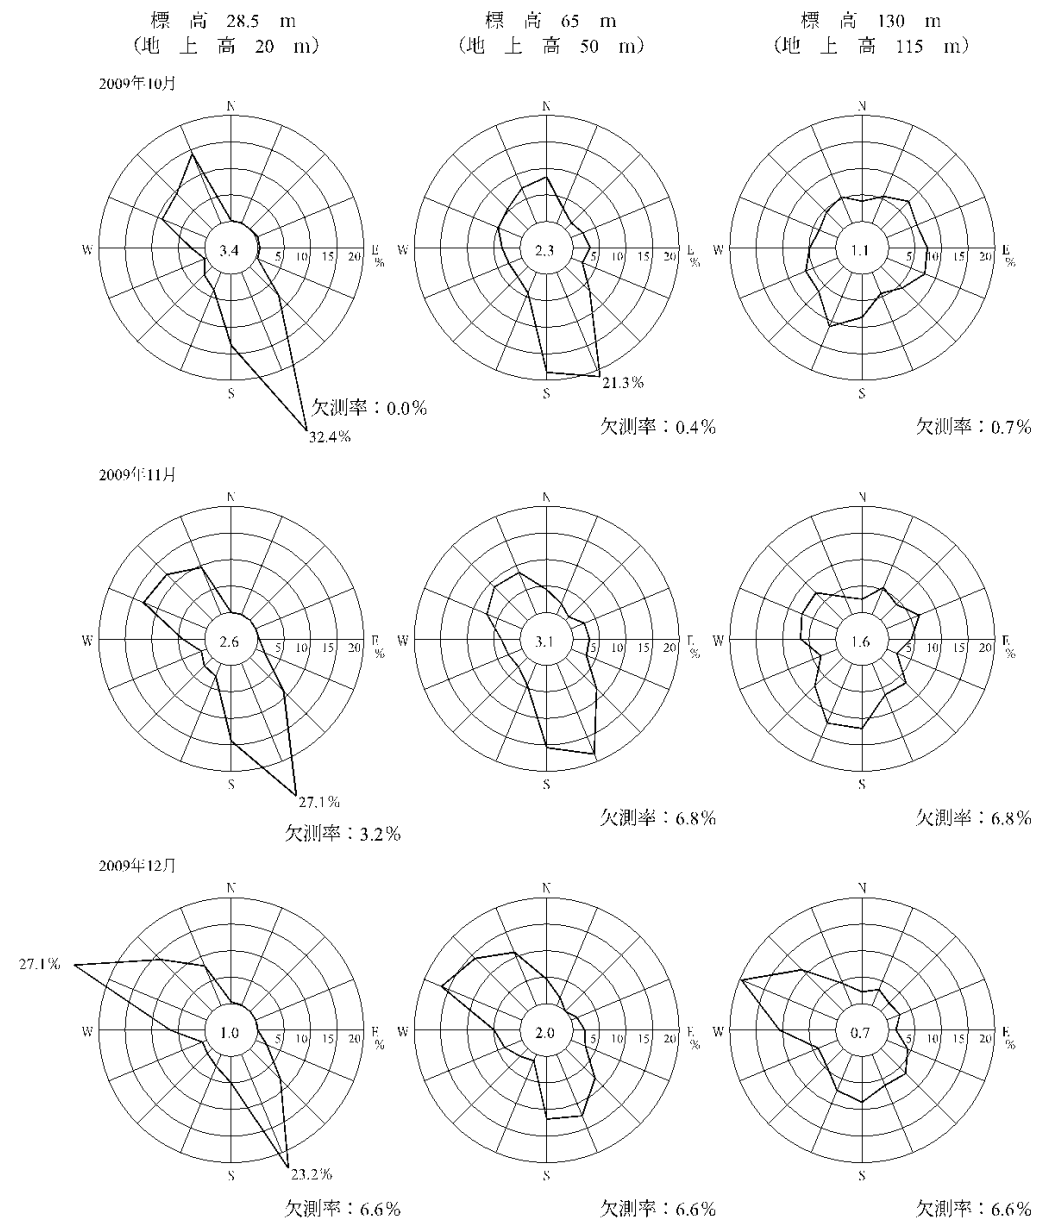 標 高 28.5 m
（地 上 高 20 m）
標 高 65 m
（地 上 高 50 m）
標 高 130 m
（地 上 高 115 m）
2009年10月
N
W 3.4 5 10 15 20 E
%
S
32.4%
欠測率：0.0%
N
W 2.3 5 10 15 20 E
%
S
21.3%
欠測率：0.4%
N
W 1.1 5 10 15 20 E
%
S
欠測率：0.7%
2009年11月
N
W 2.6 5 10 15 20 E
%
S
27.1%
欠測率：3.2%
N
W 3.1 5 10 15 20 E
%
S
欠測率：6.8%
N
W 1.6 5 10 15 20 E
%
S
欠測率：6.8%
2009年12月
N
27.1%
W 1.0 5 10 15 20 E
%
S
23.2%
欠測率：6.6%
N
W 2.0 5 10 15 20 E
%
S
欠測率：6.6%
N
W 0.7 5 10 15 20 E
%
S
欠測率：6.6%